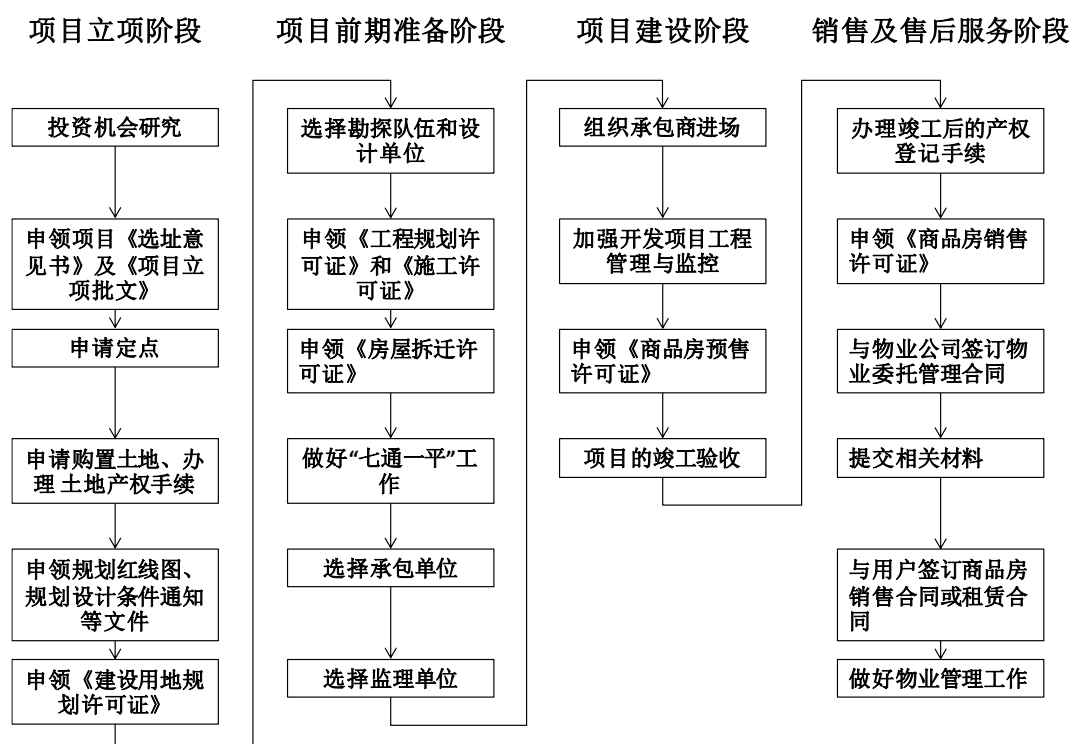 项目立项阶段
投资机会研究
申领项目《选址意
见书》及《项目立
项批文》
申请定点
申请购置土地、办
理 土地产权手续
申领规划红线图、
规划设计条件通知
等文件
申领《建设用地规
划许可证》
项目前期准备阶段
选择勘探队伍和设
计单位
申领《工程规划许
可证》和《施工许
可证》
申领《房屋拆迁许
可证》
做好“七通一平”工
作
选择承包单位
选择监理单位
项目建设阶段
组织承包商进场
加强开发项目工程
管理与监控
申领《商品房预售
许可证》
项目的竣工验收
销售及售后服务阶段
办理竣工后的产权
登记手续
申领《商品房销售
许可证》
与物业公司签订物
业委托管理合同
提交相关材料
与用户签订商品房
销售合同或租赁合
同
做好物业管理工作